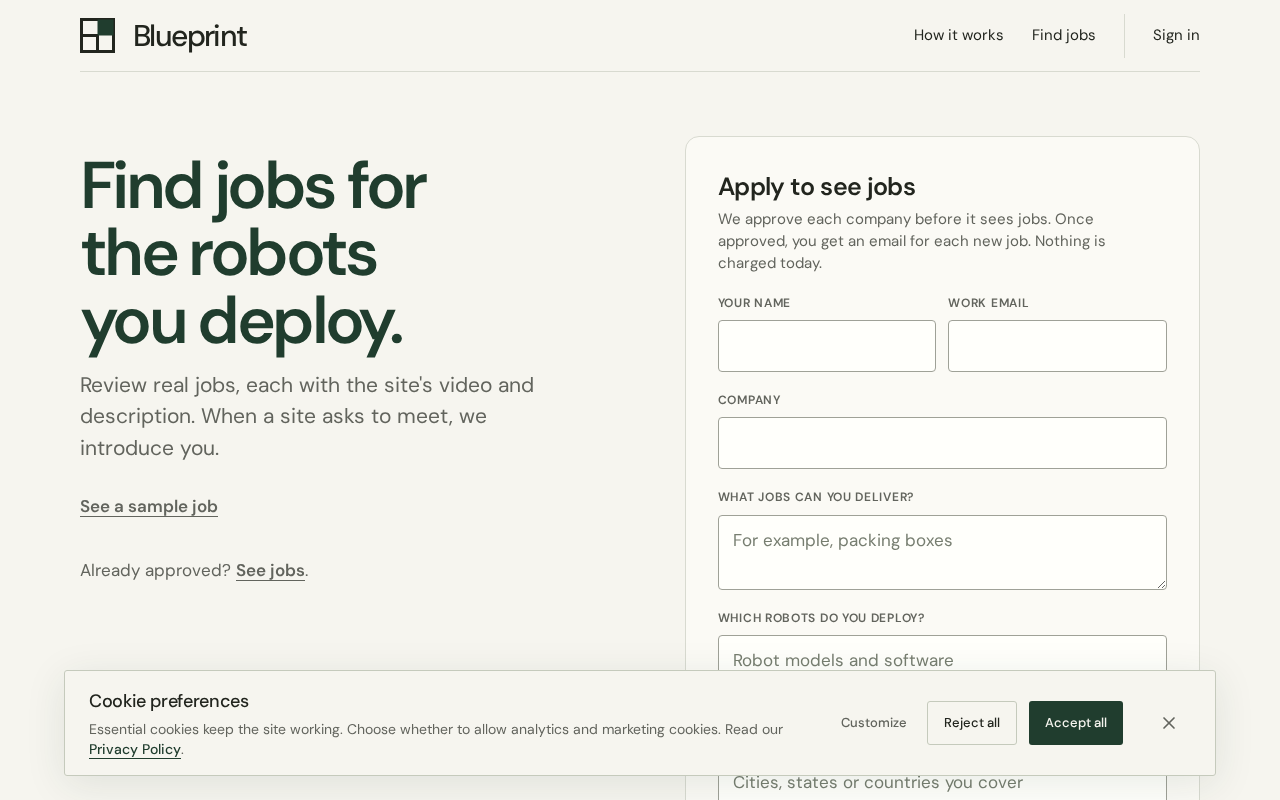 Blueprint
How it works
Find jobs
Sign in
Find jobs for
the robots
you deploy.
Review real jobs, each with the site's video and
description. When a site asks to meet, we
introduce you.
See a sample job
Already approved? See jobs.
Apply to see jobs
We approve each company before it sees jobs. Once
approved, you get an email for each new job. Nothing is
charged today.
YOUR NAME
WORK EMAIL
COMPANY
WHAT JOBS CAN YOU DELIVER?
For example, packing boxes
WHICH ROBOTS DO YOU DEPLOY?
Robot models and software
Cookie preferences
Essential cookies keep the site working. Choose whether to allow analytics and marketing cookies. Read our
Privacy Policy.
Customize
Reject all
Accept all
Cities, states or countries you cover